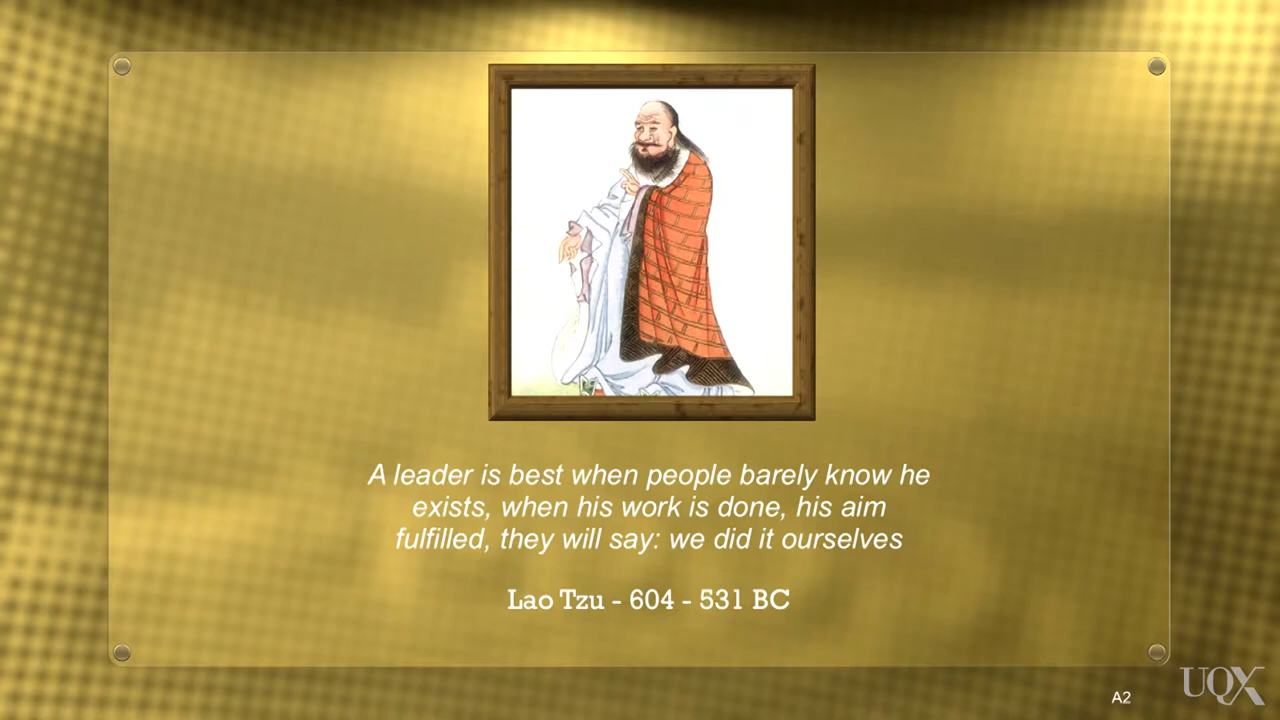 A leader is best when people barely know he
exists, when his work is done, his aim
fulfilled, they will say: we did it ourselves
Lao Tzu - 604 - 531 BC
A2
UQX